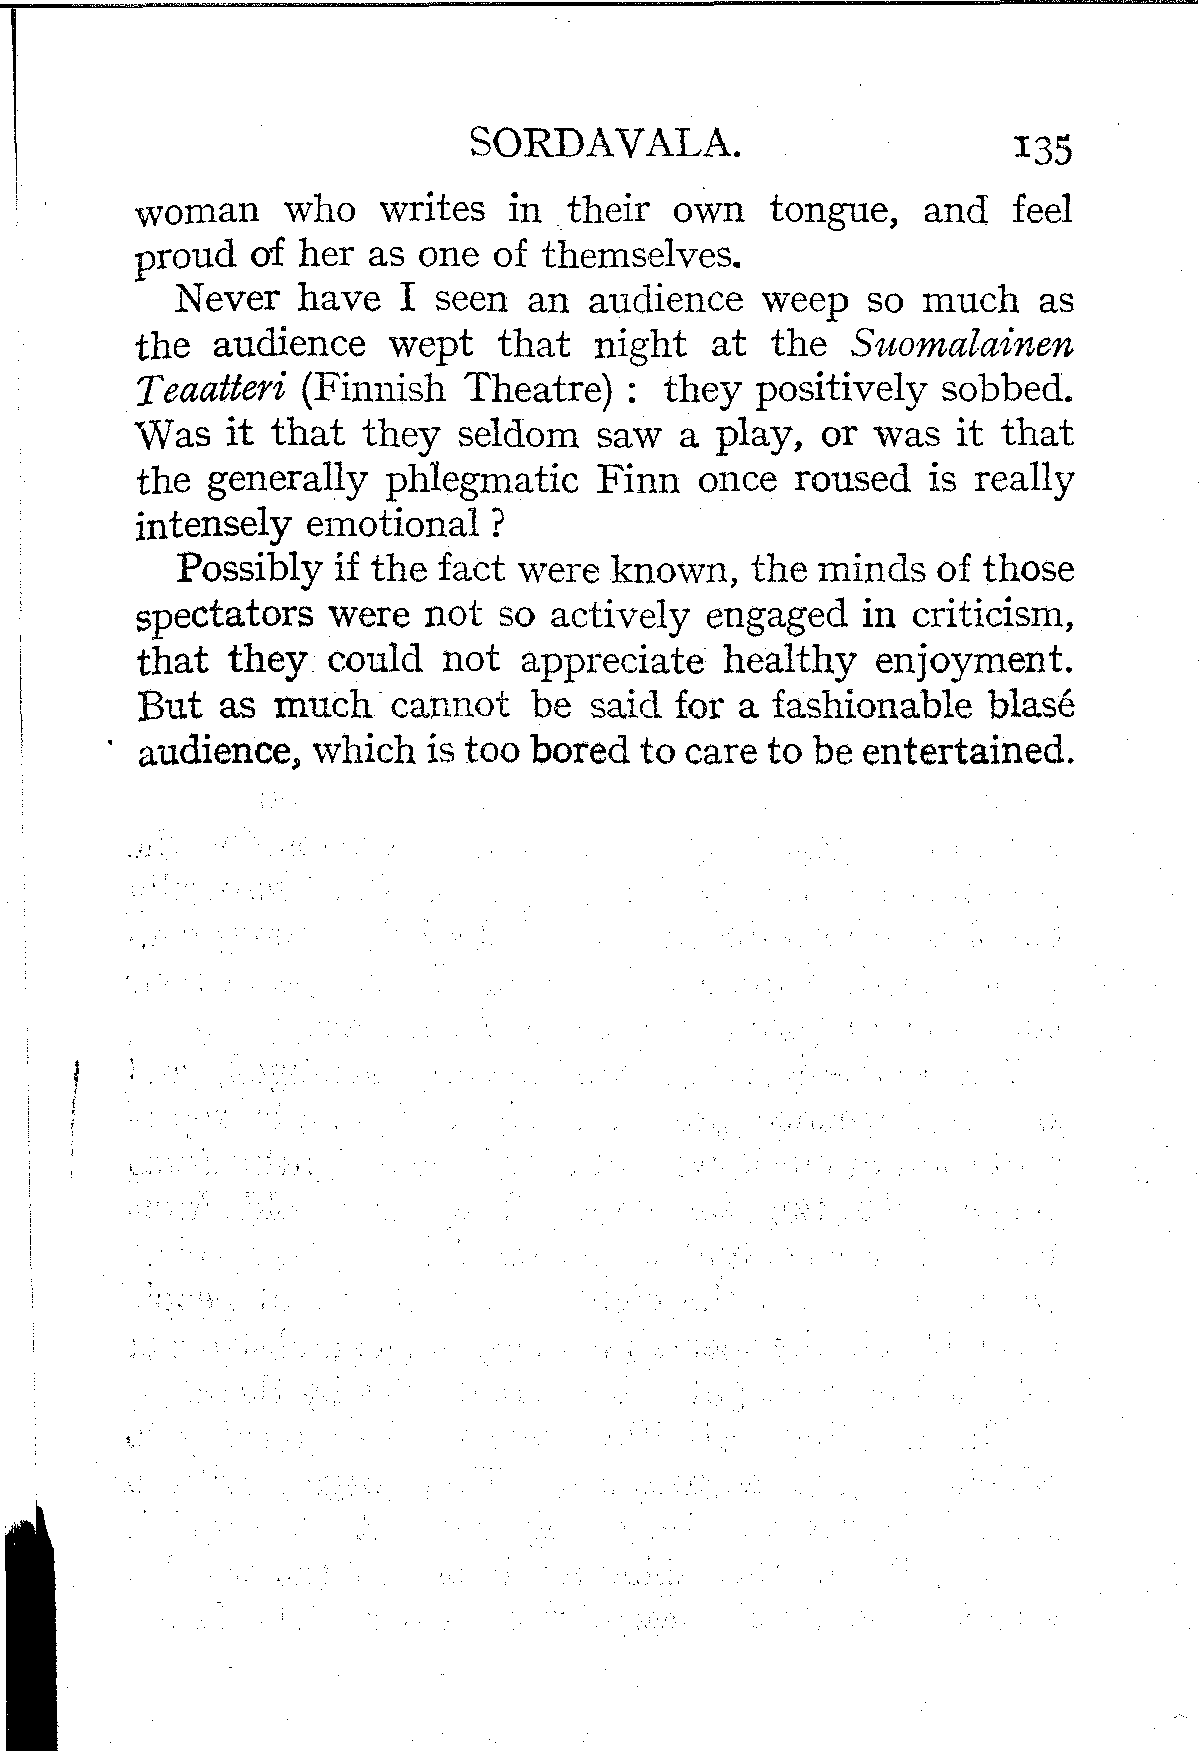 SORDAVALA. 135
woman who writes in their own tongue, and feel
proud of her as one of themselves.
Never have I seen an audience weep so much as
the audience wept that night at the Suomalainen
Teaatteri (Finnish Theatre) : they positively sobbed.
Was it that they seldom saw a play, or was it that
the generally phlegmatic Finn once roused is really
intensely emotional ?
Possibly if the fact were known, the minds of those
spectators were not so actively engaged in criticism,
that they could not appreciate healthy enjoyment.
But as much cannot be said for a fashionable blasé
audience, which is too bored to care to be entertained.